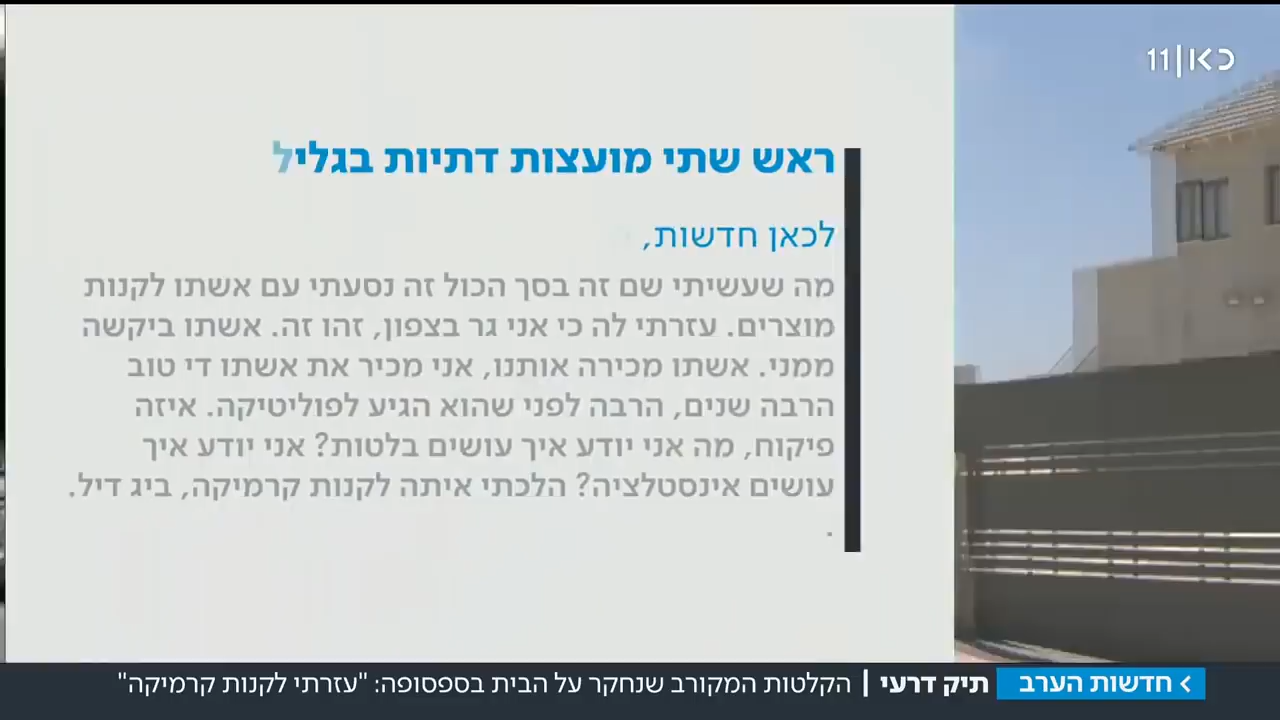 כאן|11
ראש שתי מועצות דתיות בגליל
לכאן חדשות,
מה שעשיתי שם זה בסך הכול זה נסעתי עם אשתו לקנות
מוצרים. עזרתי לה כי אני גר בצפון, זהו זה. אשתו ביקשה
ממני. אשתו מכירה אותנו, אני מכיר את אשתו די טוב
הרבה שנים, הרבה לפני שהוא הגיע לפוליטיקה. איזה
פיקוח, מה אני יודע איך עושים בלטות? אני יודע איך
עושים אינסטלציה? הלכתי איתה לקנות קרמיקה, ביג דיל.
.
חדשות הערב
תיק דרעי | הקלטות המקורב שנחקר על הבית בספסופה: "עזרתי לקנות קרמיקה"